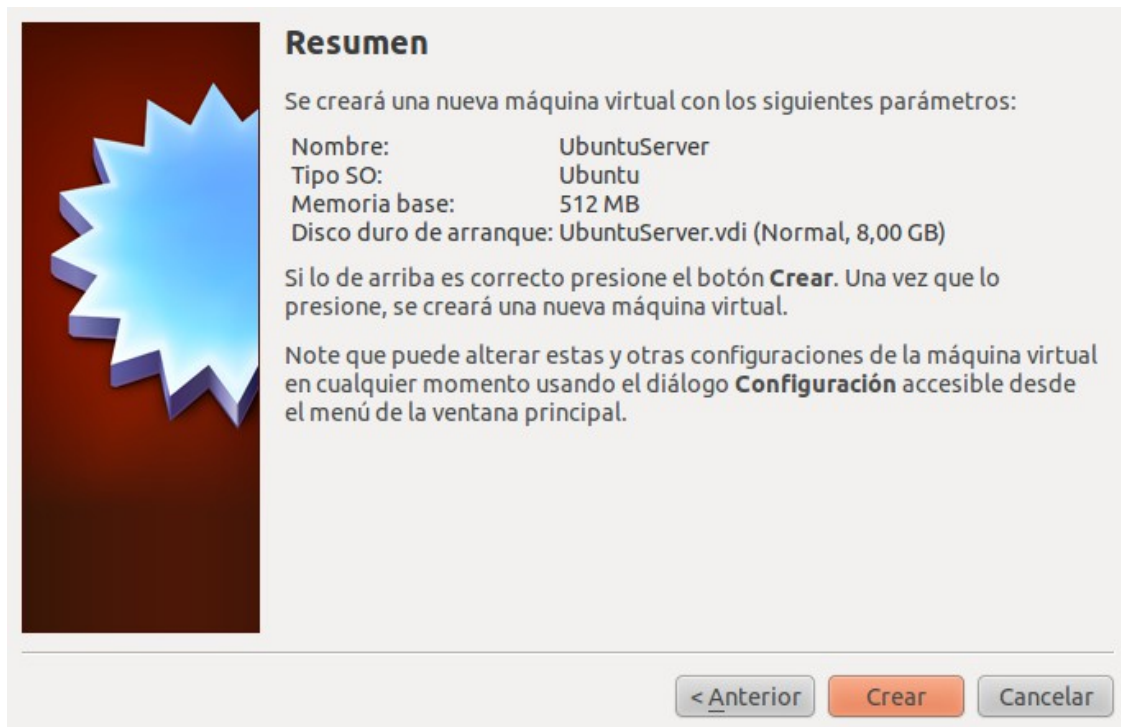 Resumen
Se creará una nueva máquina virtual con los siguientes parámetros:
Nombre: UbuntuServer
Tipo SO: Ubuntu
Memoria base: 512 MB
Disco duro de arranque: UbuntuServer.vdi (Normal, 8,00 GB)
Si lo de arriba es correcto presione el botón Crear. Una vez que lo
presione, se creará una nueva máquina virtual.
Note que puede alterar estas y otras configuraciones de la máquina virtual
en cualquier momento usando el diálogo Configuración accesible desde
el menú de la ventana principal.
< Anterior Crear Cancelar